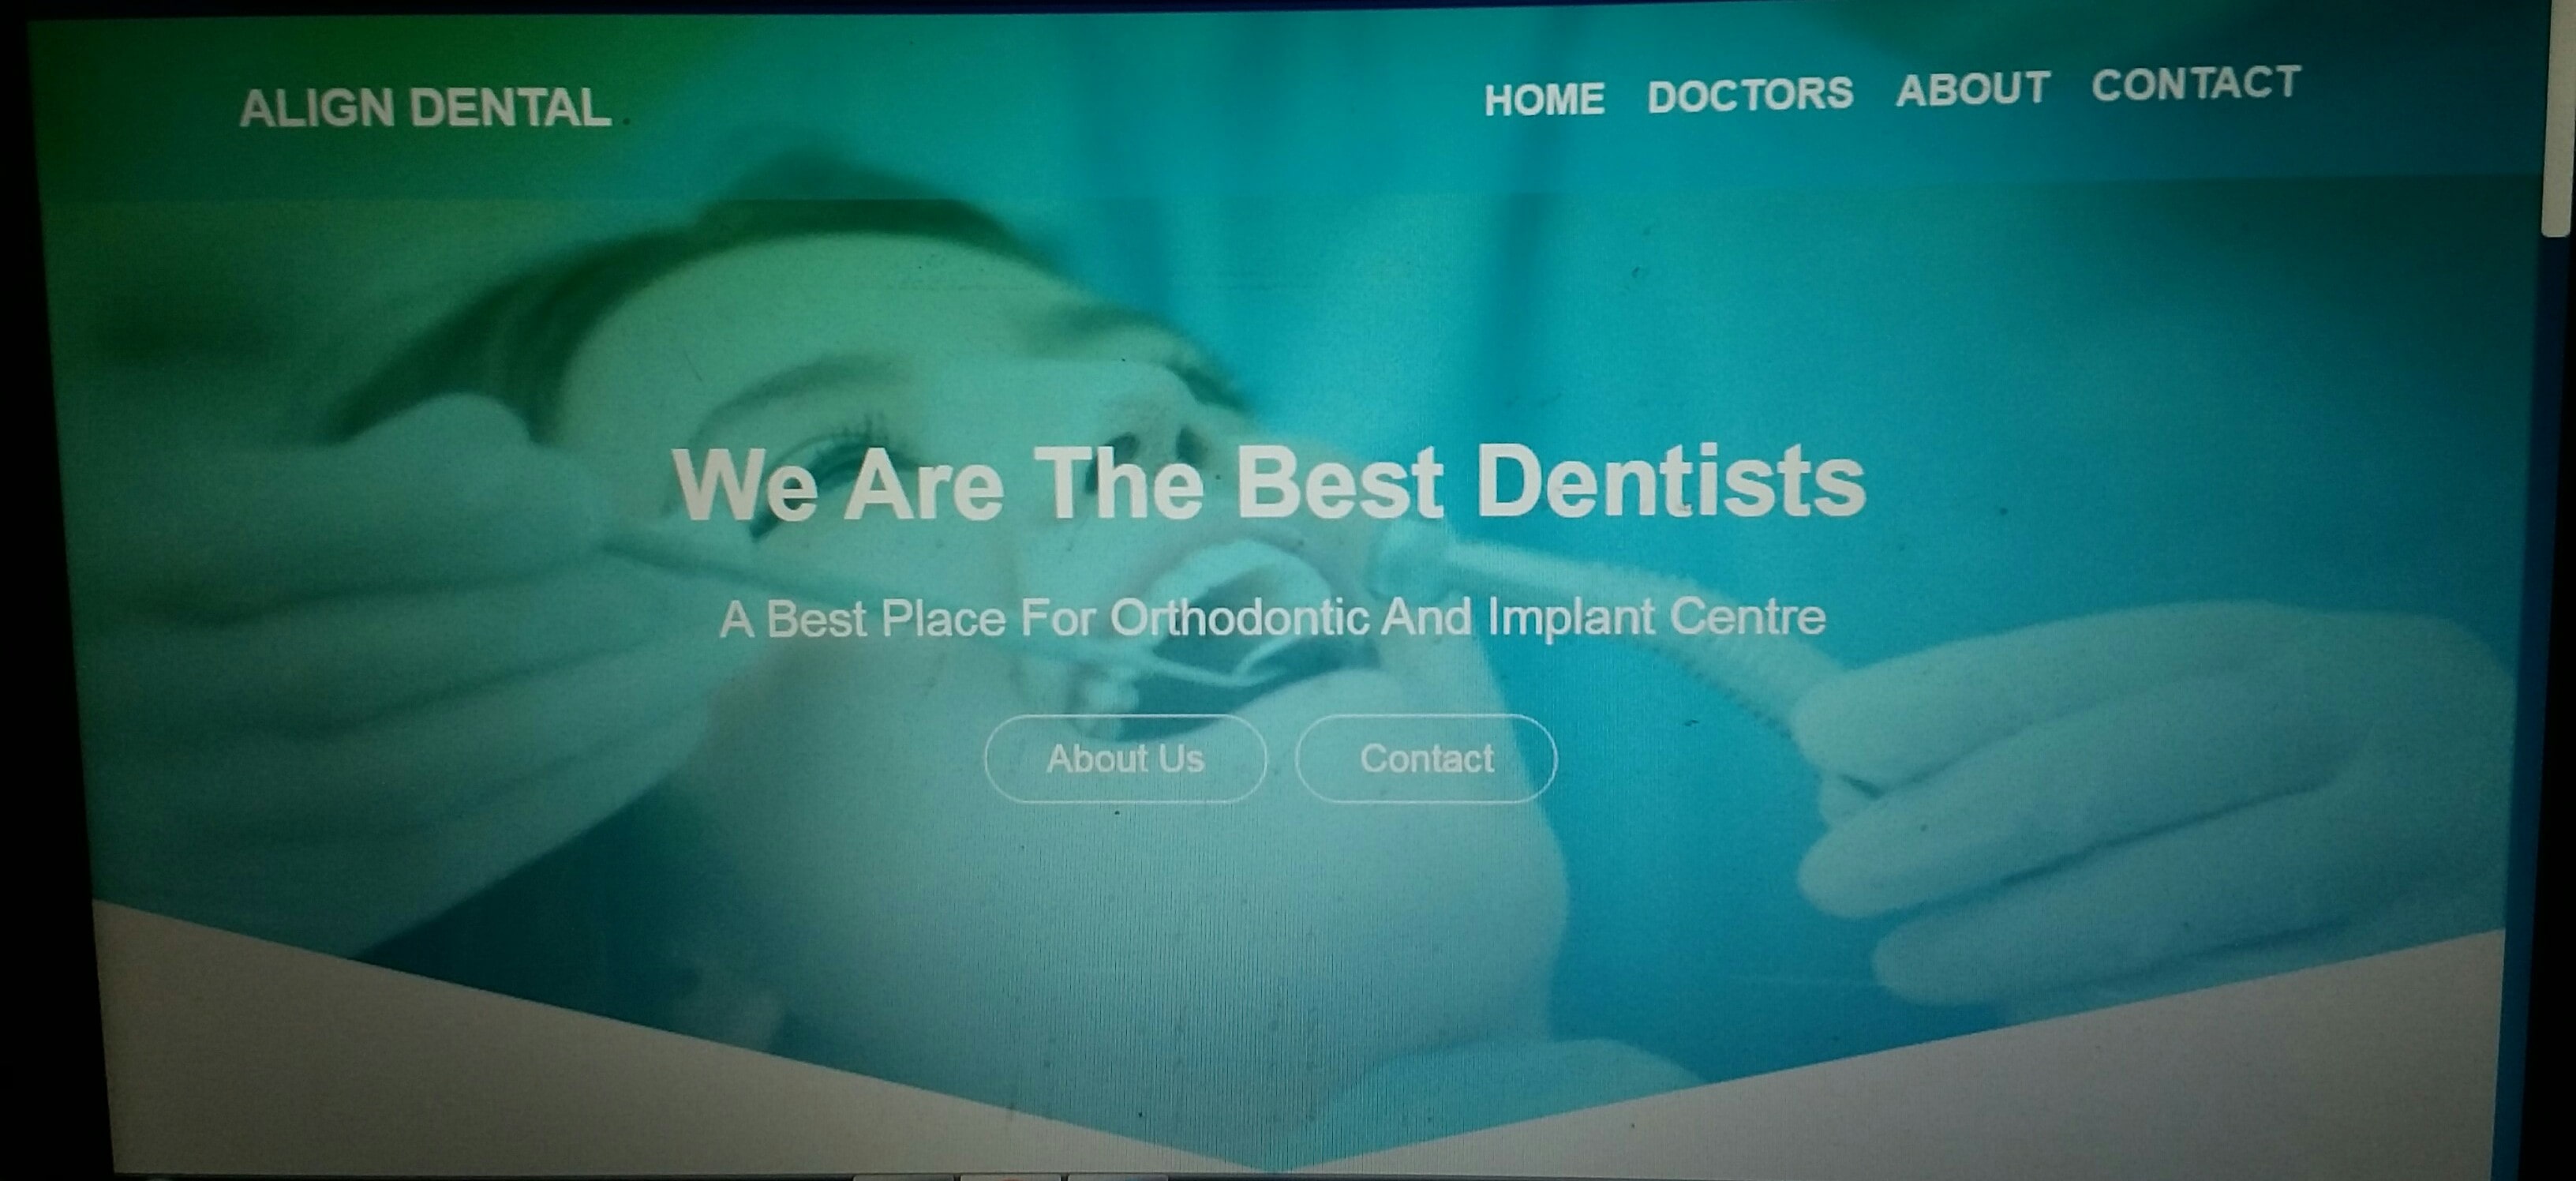 ALIGN DENTAL
HOME DOCTORS ABOUT CONTACT
We Are The Best Dentists
A Best Place For Orthodontic And Implant Centre
About Us
Contact